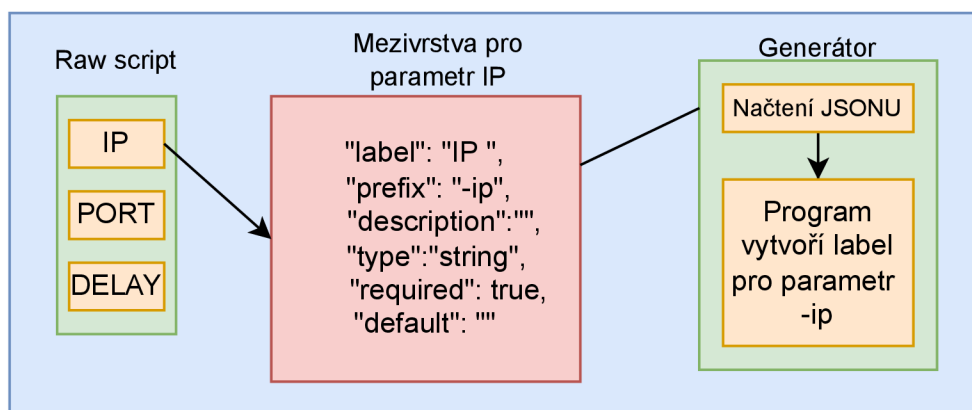 Raw script
IP
PORT
DELAY
Mezivrstva pro
parametr IP
"label": "IP ",
"prefix": "-ip",
"description":"",
"type":"string",
"required": true,
"default": ""
Generátor
Načtení JSONU
Program
vytvoří label
pro parametr
-ip